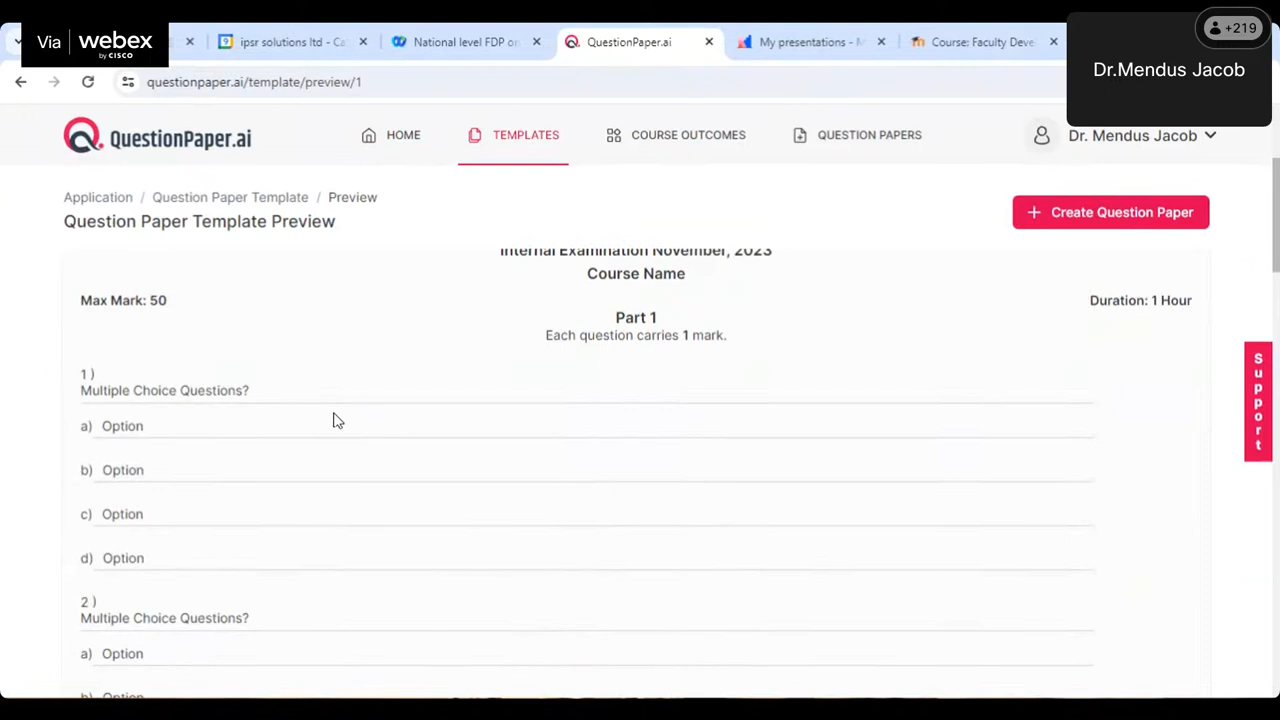 Via webex
by CISCO
ipsr solutions ltd - Ca
National level FDP on
QuestionPaper.ai
My presentations - M
Course: Faculty Deve
+219
Dr.Mendus Jacob
questionpaper.ai/template/preview/1
QuestionPaper.ai
HOME
TEMPLATES
COURSE OUTCOMES
QUESTION PAPERS
Dr. Mendus Jacob
Application / Question Paper Template / Preview
Question Paper Template Preview
+ Create Question Paper
Internal Examination November, 2023
Course Name
Max Mark: 50
Duration: 1 Hour
Part 1
Each question carries 1 mark.
1 )
Multiple Choice Questions?
a) Option
b) Option
c) Option
d) Option
2 )
Multiple Choice Questions?
a) Option
b) Option
Support